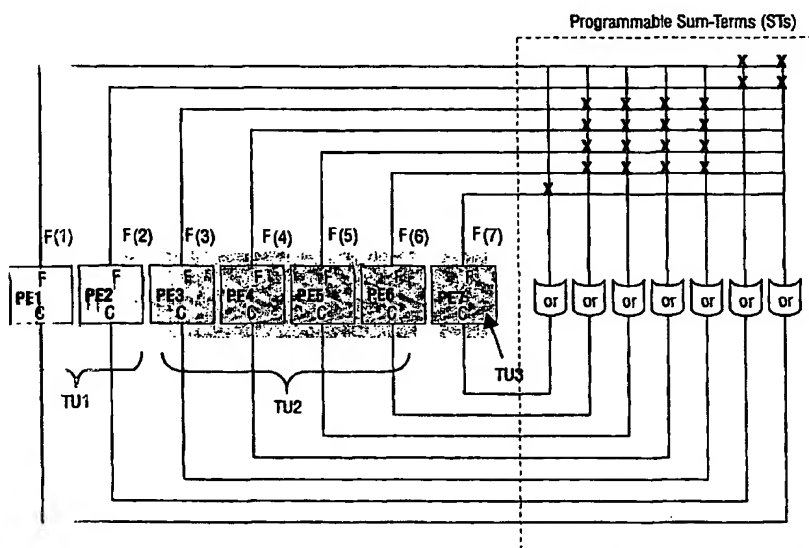 Programmable Sum-Terms (STs)
X X
X X
X X X X
X X X X
X X X X
X X X X
X
F(1) F(2) F(3) F(4) F(5) F(6) F(7)
F F F F F F F
PE1 PE2 PE3 PE4 PE5 PE6 PE7
C C C C C C C
or or or or or or or
TU1
TU2
TU3